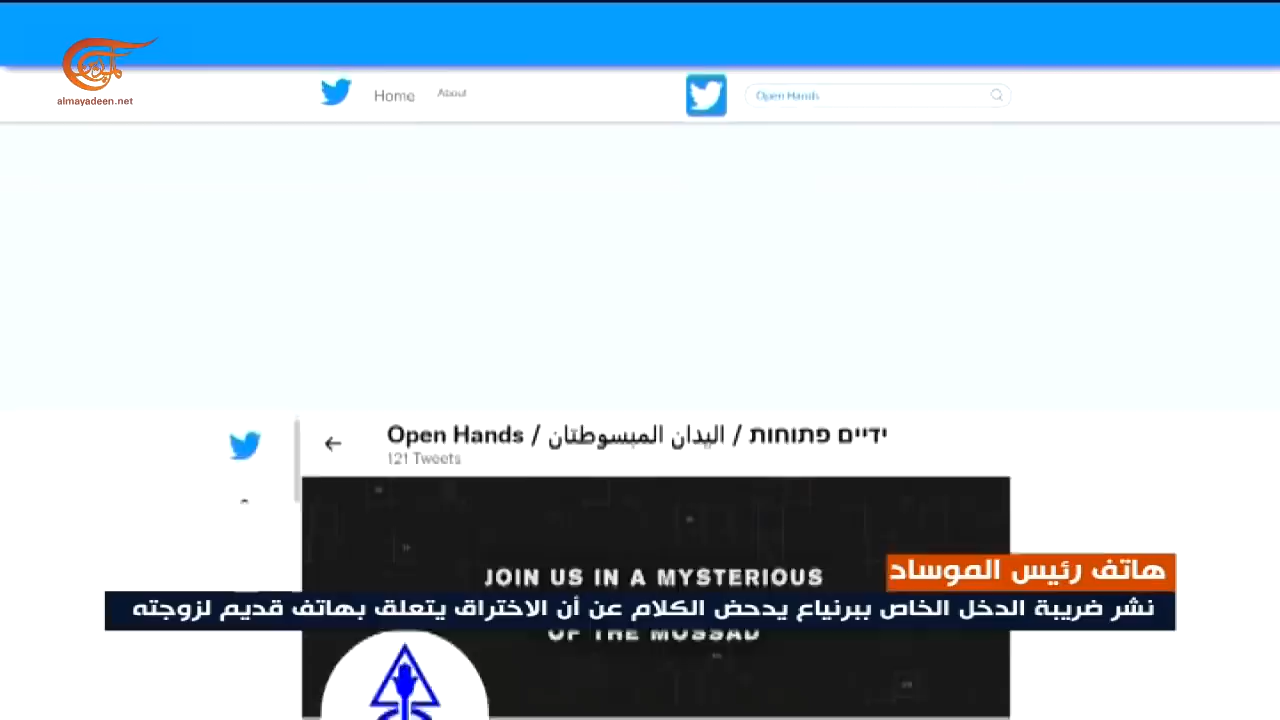 almayadeen.net
Home
About
Open Hands
Open Hands / اليدان المبسوطتان / ידיים פתוחות
121 Tweets
JOIN US IN A MYSTERIOUS
هاتف رئيس الموساد
نشر ضريبة الدخل الخاص ببرنياع يدحض الكلام عن أن الاختراق يتعلق بهاتف قديم لزوجته
OF THE MOSSAD